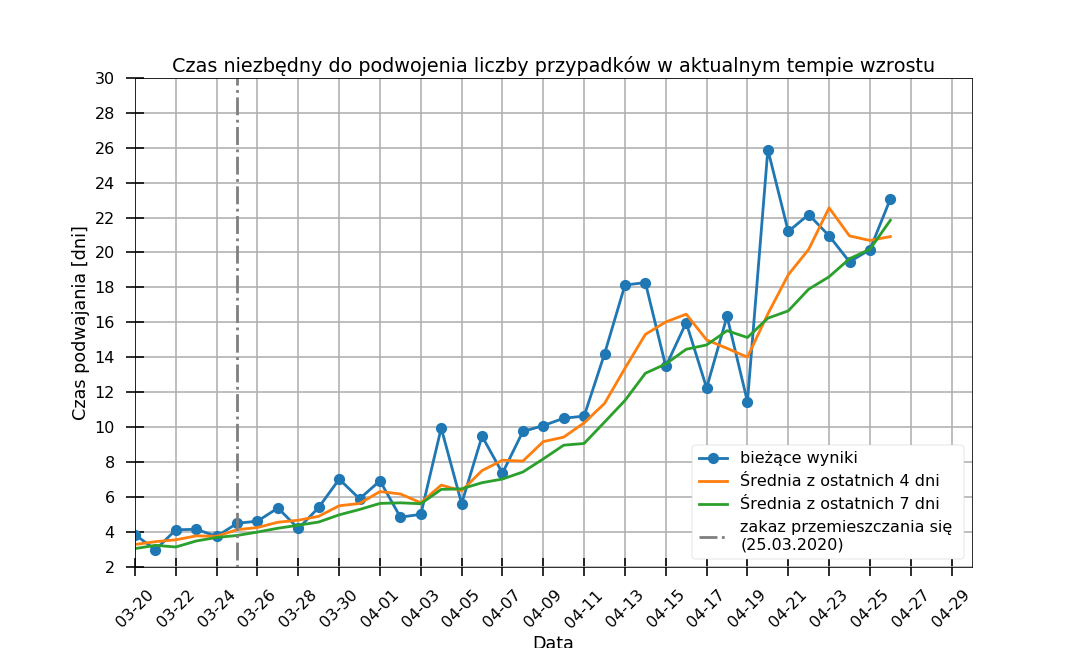 Czas niezbędny do podwojenia liczby przypadków w aktualnym tempie wzrostu
Czas podwajania [dni]
30
28
26
24
22
20
18
16
14
12
10
8
6
4
2
bieżące wyniki
Średnia z ostatnich 4 dni
Średnia z ostatnich 7 dni
zakaz przemieszczania się
(25.03.2020)
03-20 03-22 03-24 03-26 03-28 03-30 04-01 04-03 04-05 04-07 04-09 04-11 04-13 04-15 04-17 04-19 04-21 04-23 04-25 04-27 04-29
Data